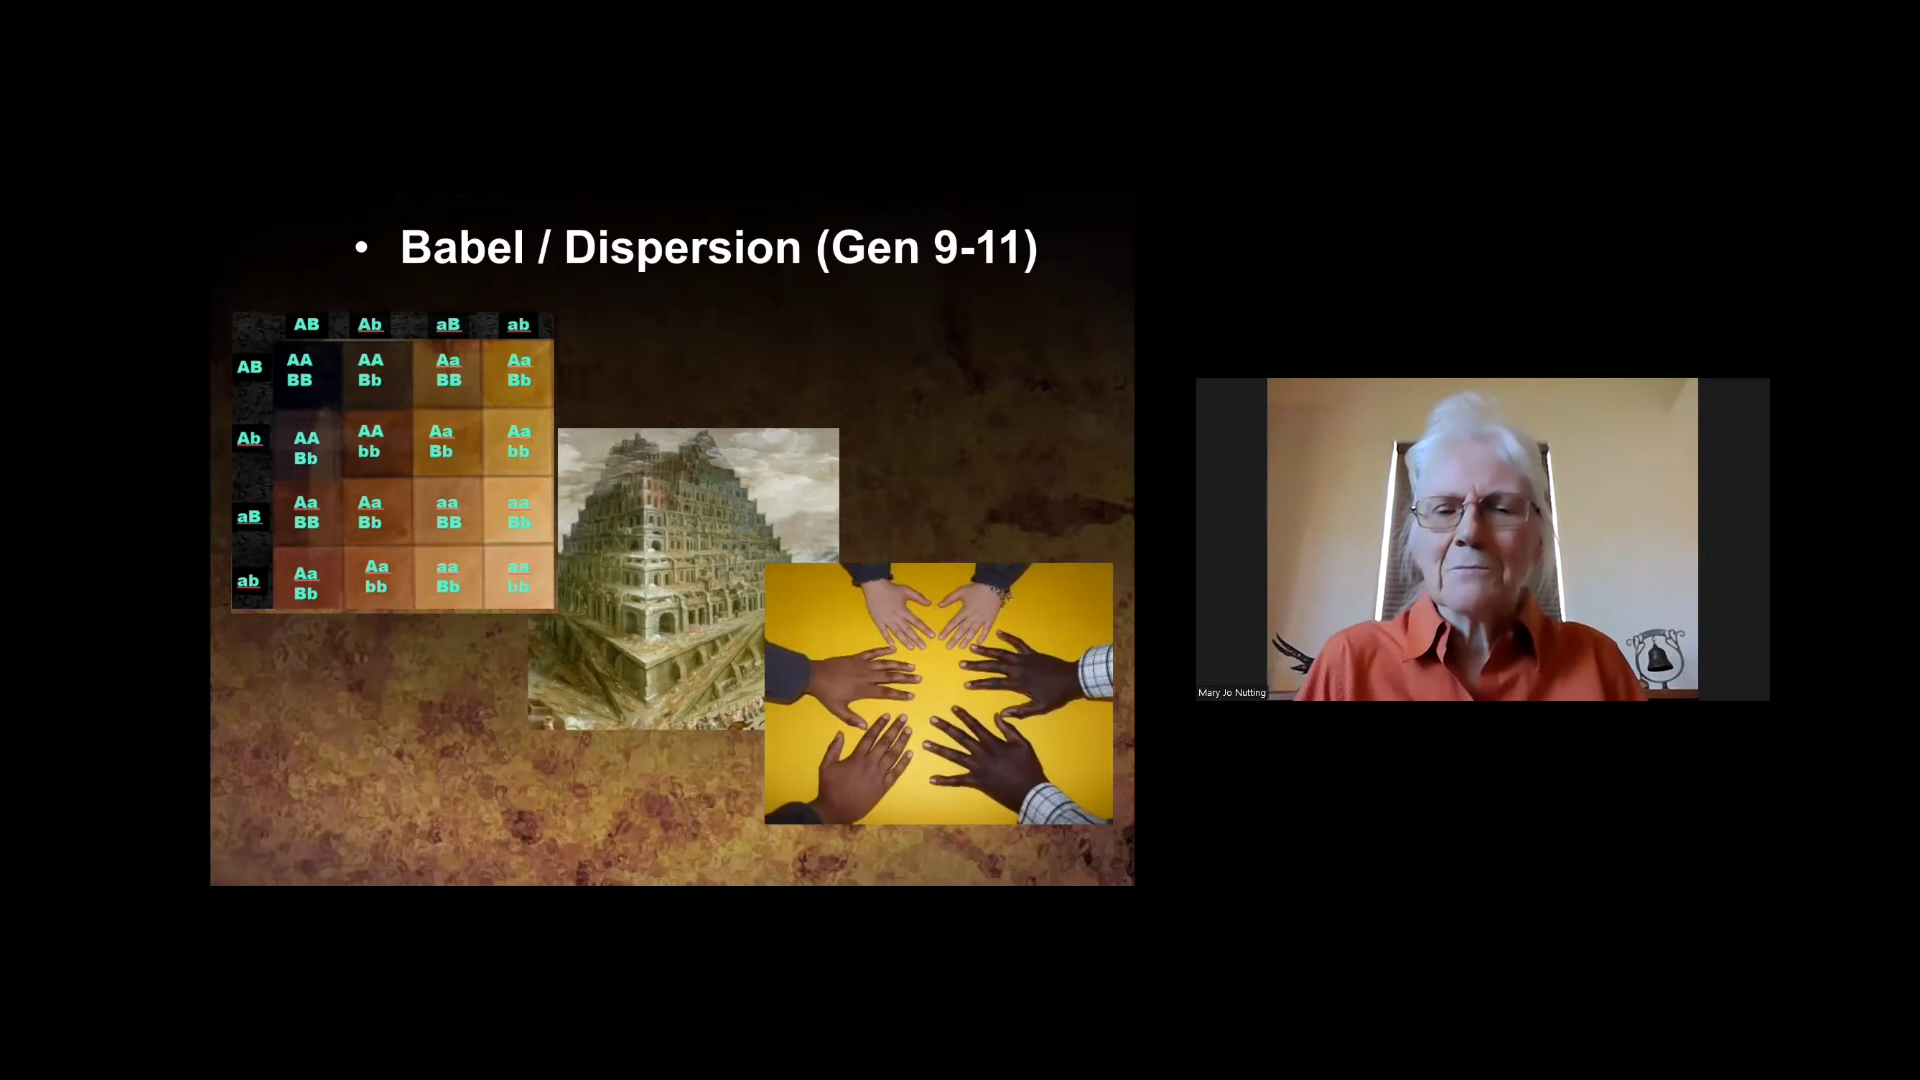 • Babel / Dispersion (Gen 9-11)
AB Ab aB ab
AB AA AA Aa Aa
BB Bb BB Bb
Ab AA AA Aa Aa
Bb bb Bb bb
aB Aa Aa aa aa
BB Bb BB Bb
ab Aa Aa aa aa
Bb bb Bb bb
Mary Jo Nutting